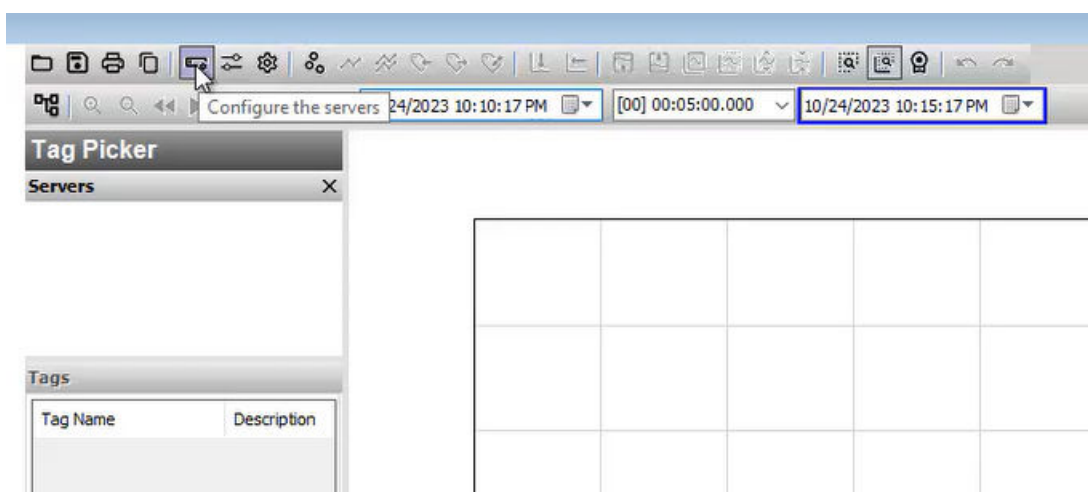 Configure the servers
24/2023 10:10:17 PM
[00] 00:05:00.000
10/24/2023 10:15:17 PM
Tag Picker
Servers
Tags
Tag Name
Description